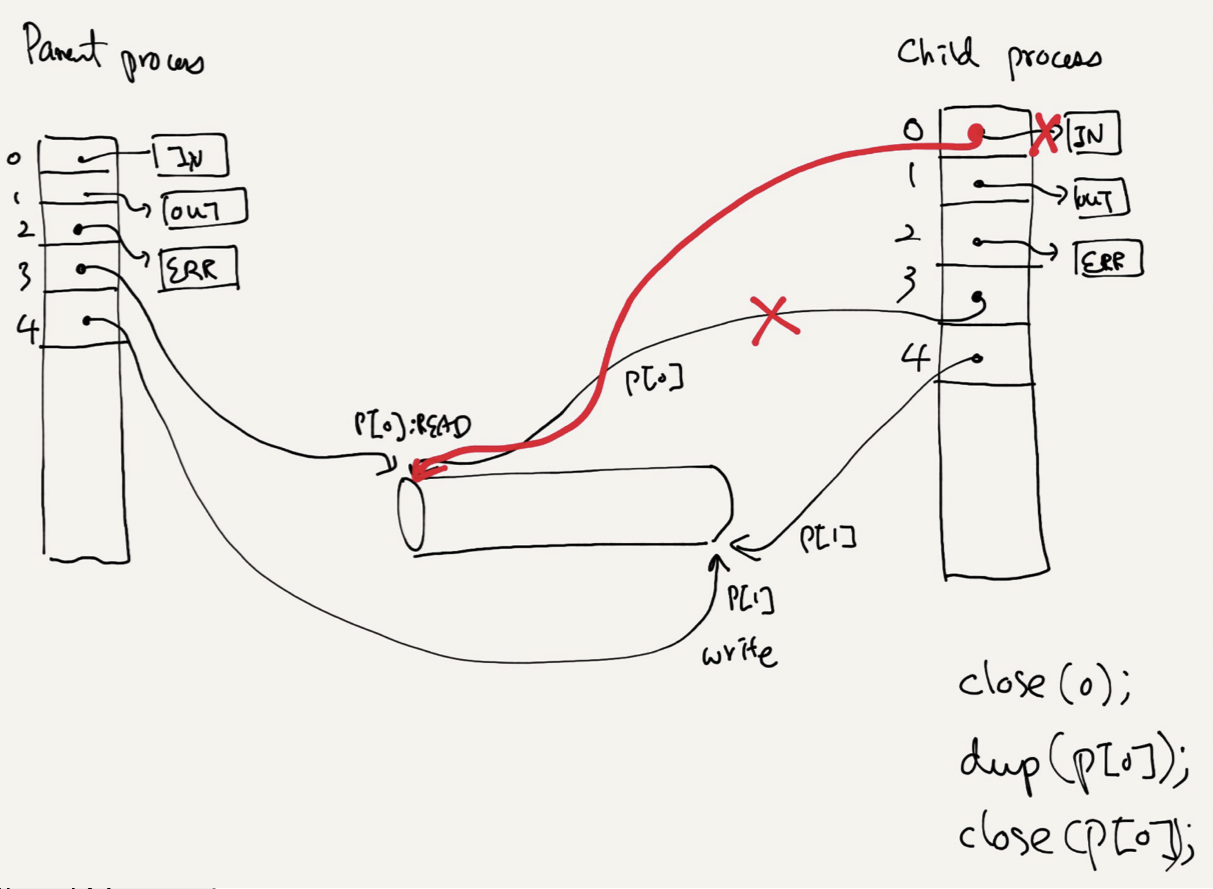 Parent process
0 IN
1 OUT
2 ERR
3
4
Child process
0 IN
1 OUT
2 ERR
3
4
P[0]:READ
P[0]
P[1]
P[1]
write
close(0);
dup(p[0]);
close(p[0]);